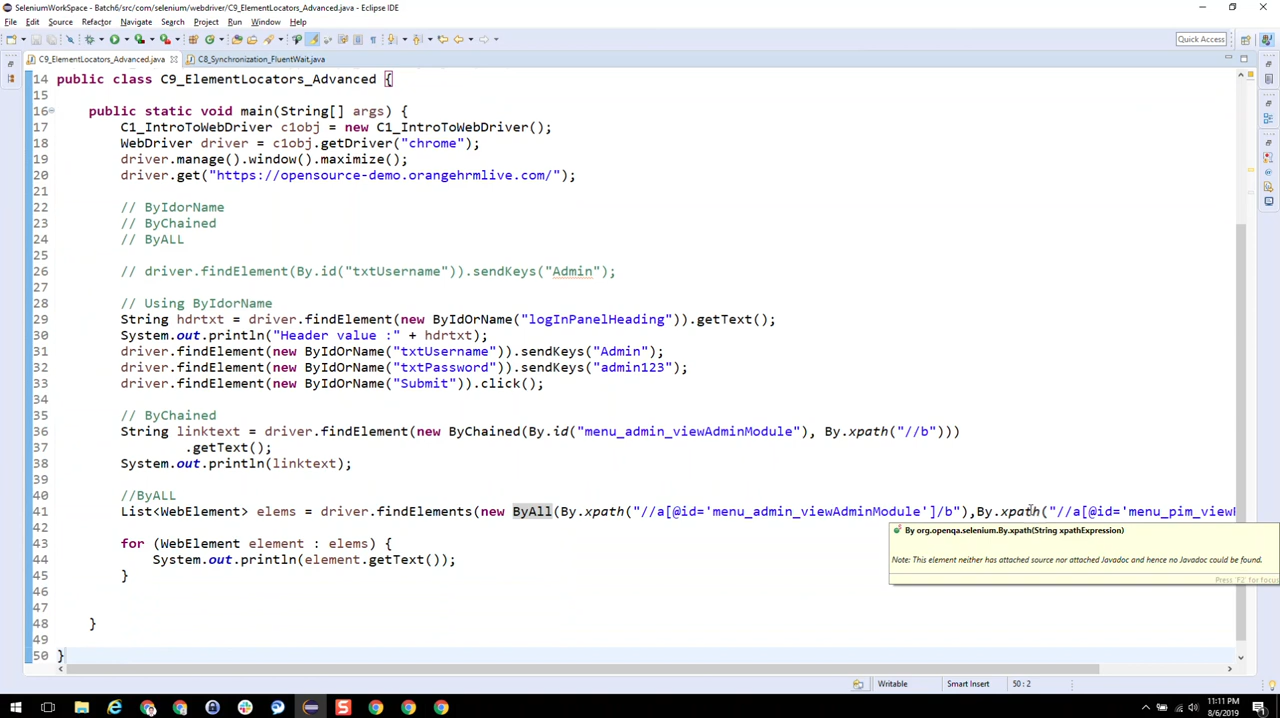 SeleniumWorkSpace - Batch6/com/selenium/webdriver/C9_ElementLocators_Advanced.java - Eclipse IDE
File Edit Source Refactor Navigate Search Project Run Window Help
Quick Access
C9_ElementLocators_Advanced.java C8_Synchronization_FluentWait.java
14 public class C9_ElementLocators_Advanced {
15
16 public static void main(String[] args) {
17 C1_IntroToWebDriver c1obj = new C1_IntroToWebDriver();
18 WebDriver driver = c1obj.getDriver("chrome");
19 driver.manage().window().maximize();
20 driver.get("https://opensource-demo.orangehrmlive.com/");
21
22 // ByIdorName
23 // ByChained
24 // ByALL
25
26 // driver.findElement(By.id("txtUsername")).sendKeys("Admin");
27
28 // Using ByIdorName
29 String hdrtxt = driver.findElement(new ByIdOrName("logInPanelHeading")).getText();
30 System.out.println("Header value :" + hdrtxt);
31 driver.findElement(new ByIdOrName("txtUsername")).sendKeys("Admin");
32 driver.findElement(new ByIdOrName("txtPassword")).sendKeys("admin123");
33 driver.findElement(new ByIdOrName("Submit")).click();
34
35 // ByChained
36 String linktext = driver.findElement(new ByChained(By.id("menu_admin_viewAdminModule"), By.xpath("//b")))
37 .getText();
38 System.out.println(linktext);
39
40 //ByALL
41 List<WebElement> elems = driver.findElements(new ByAll(By.xpath("//a[@id='menu_admin_viewAdminModule']/b"),By.xpath("//a[@id='menu_pim_view
42
43 for (WebElement element : elems) {
44 System.out.println(element.getText());
45 }
46
47
48 }
49
50 }
By org.openqa.selenium.By.xpath(String xpathExpression)
Note: This element neither has attached source nor attached Javadoc and hence no Javadoc could be found.
Press 'F2' for focus
Writable Smart Insert 50 : 2
11:11 PM
8/6/2019